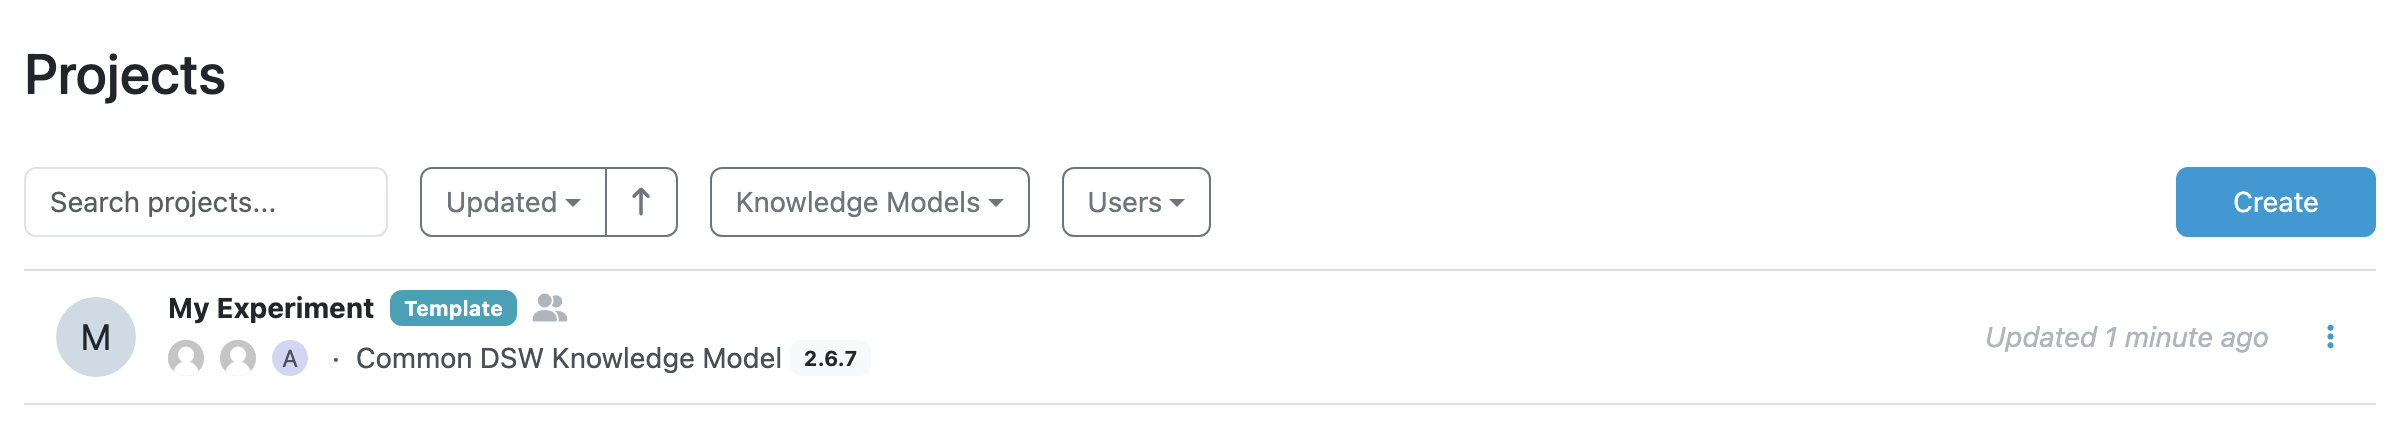 Projects
Search projects...
Updated
Knowledge Models
Users
Create
M
My Experiment Template
A · Common DSW Knowledge Model 2.6.7
Updated 1 minute ago